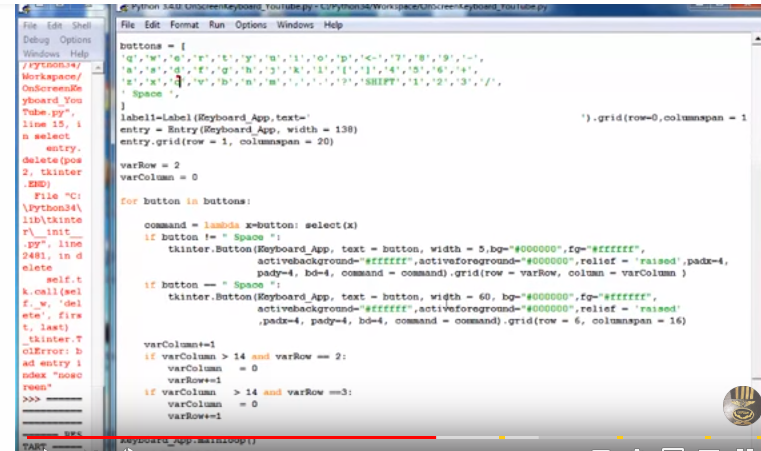 Python 3.4.0: OnScreenKeyboard_YouTube.py - C:/Python34/Workspace/OnScreenKeyboard_YouTube.py
File Edit Shell
Debug Options
Windows Help
/Python34/
Workspace/
OnScreenKe
yboard_You
Tube.py",
line 15, i
n select
entry.
delete(pos
2, tkinter
.END)
File "C:
\Python34\
lib\tkinte
r\__init__
.py", line
2481, in d
elete
self.t
k.call(sel
f._w, 'del
ete', firs
t, last)
_tkinter.T
clError: b
ad entry i
ndex "nosc
reen"
>>>
RES
TART
File Edit Format Run Options Windows Help
buttons = [
'q','w','e','r','t','y','u','i','o','p','<-','7','8','9','-',
'a','s','d','f','g','h','j','k','l','[',']','4','5','6','+',
'z','x','c','v','b','n','m',',','.','?','SHIFT','1','2','3','/',
' Space ',
]
label1=Label(Keyboard_App,text=' ').grid(row=0,columnspan = 1
entry = Entry(Keyboard_App, width = 138)
entry.grid(row = 1, columnspan = 20)
varRow = 2
varColumn = 0
for button in buttons:
command = lambda x=button: select(x)
if button != " Space ":
tkinter.Button(Keyboard_App, text = button, width = 5,bg="#000000",fg="#ffffff",
activebackground="#ffffff",activeforeground="#000000",relief = 'raised',padx=4,
pady=4, bd=4, command = command).grid(row = varRow, column = varColumn )
if button == " Space ":
tkinter.Button(Keyboard_App, text = button, width = 60, bg="#000000",fg="#ffffff",
activebackground="#ffffff",activeforeground="#000000",relief = 'raised'
,padx=4, pady=4, bd=4, command = command).grid(row = 6, columnspan = 16)
varColumn+=1
if varColumn > 14 and varRow == 2:
varColumn = 0
varRow+=1
if varColumn > 14 and varRow ==3:
varColumn = 0
varRow+=1
Keyboard_App.mainloop()